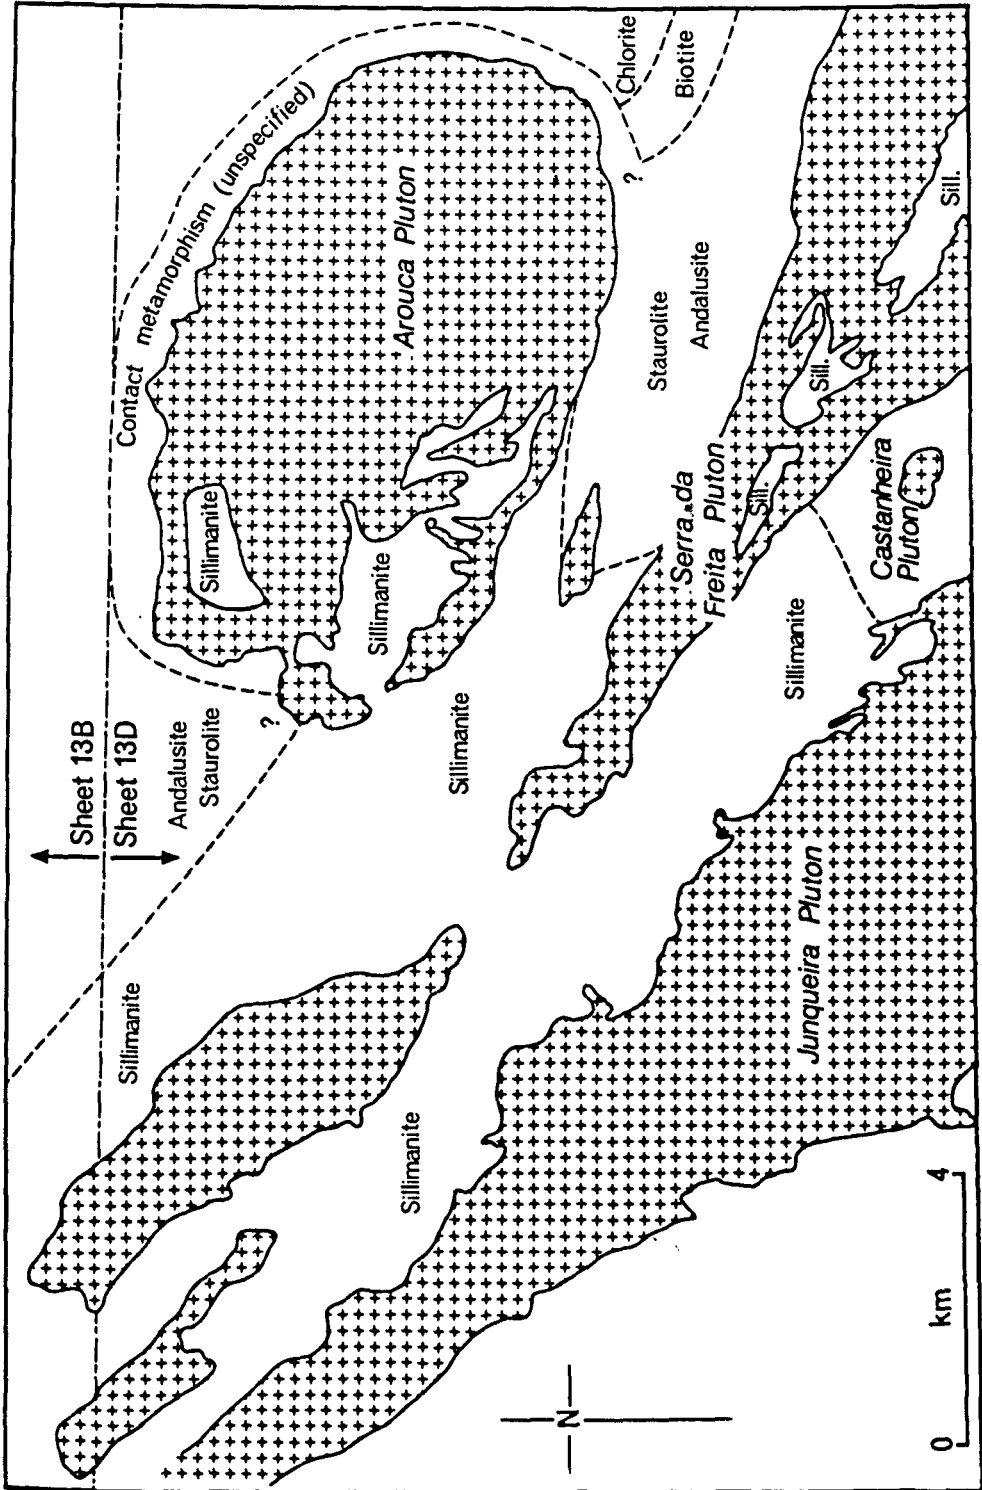 Sheet 13B
Sheet 13D
Contact metamorphism (unspecified)
Sillimanite
Andalusite
Staurolite
?
Sillimanite
Arouca Pluton
Chlorite
Biotite
?
Sillimanite
Sillimanite
Sillimanite
Staurolite
Andalusite
Serra da
Freita Pluton
Sill.
Sill.
Sill.
Sillimanite
Castanheira
Pluton
Junqueira Pluton
N
0
km
4